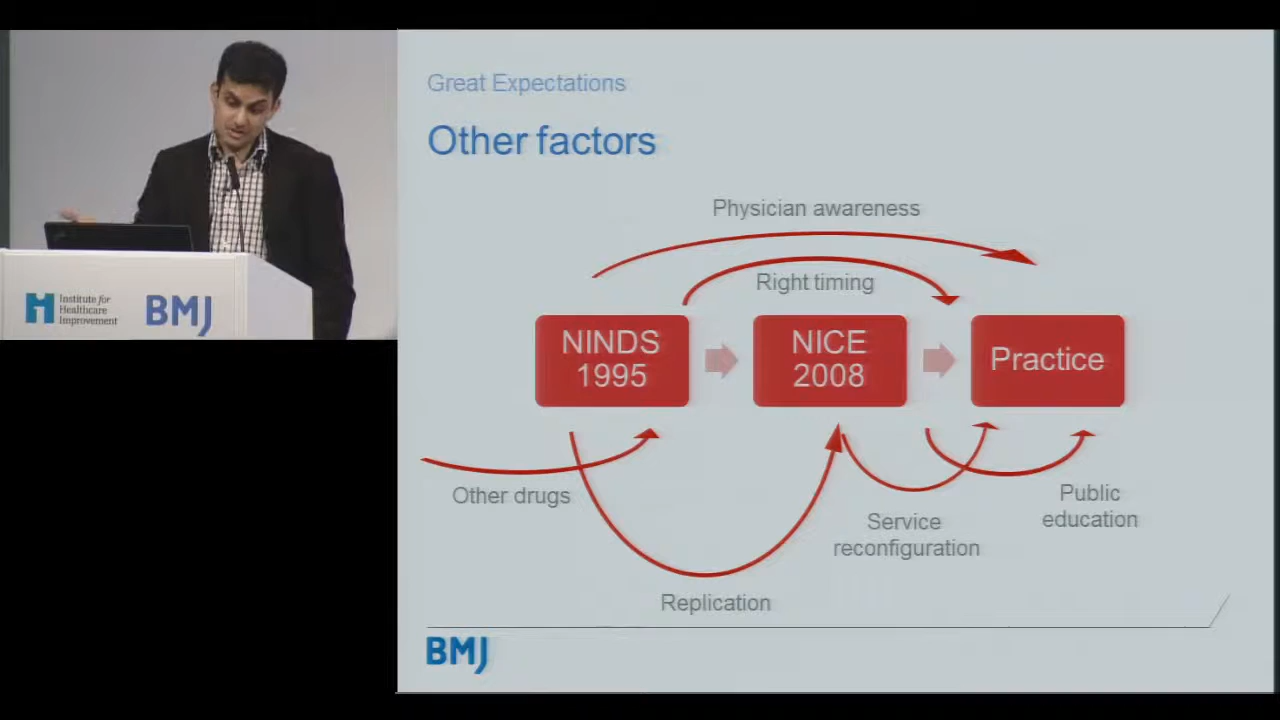 Great Expectations
Other factors
Physician awareness
Right timing
NINDS
1995
NICE
2008
Practice
Other drugs
Replication
Service
reconfiguration
Public
education
BMJ
Institute for
Healthcare
Improvement
BMJ